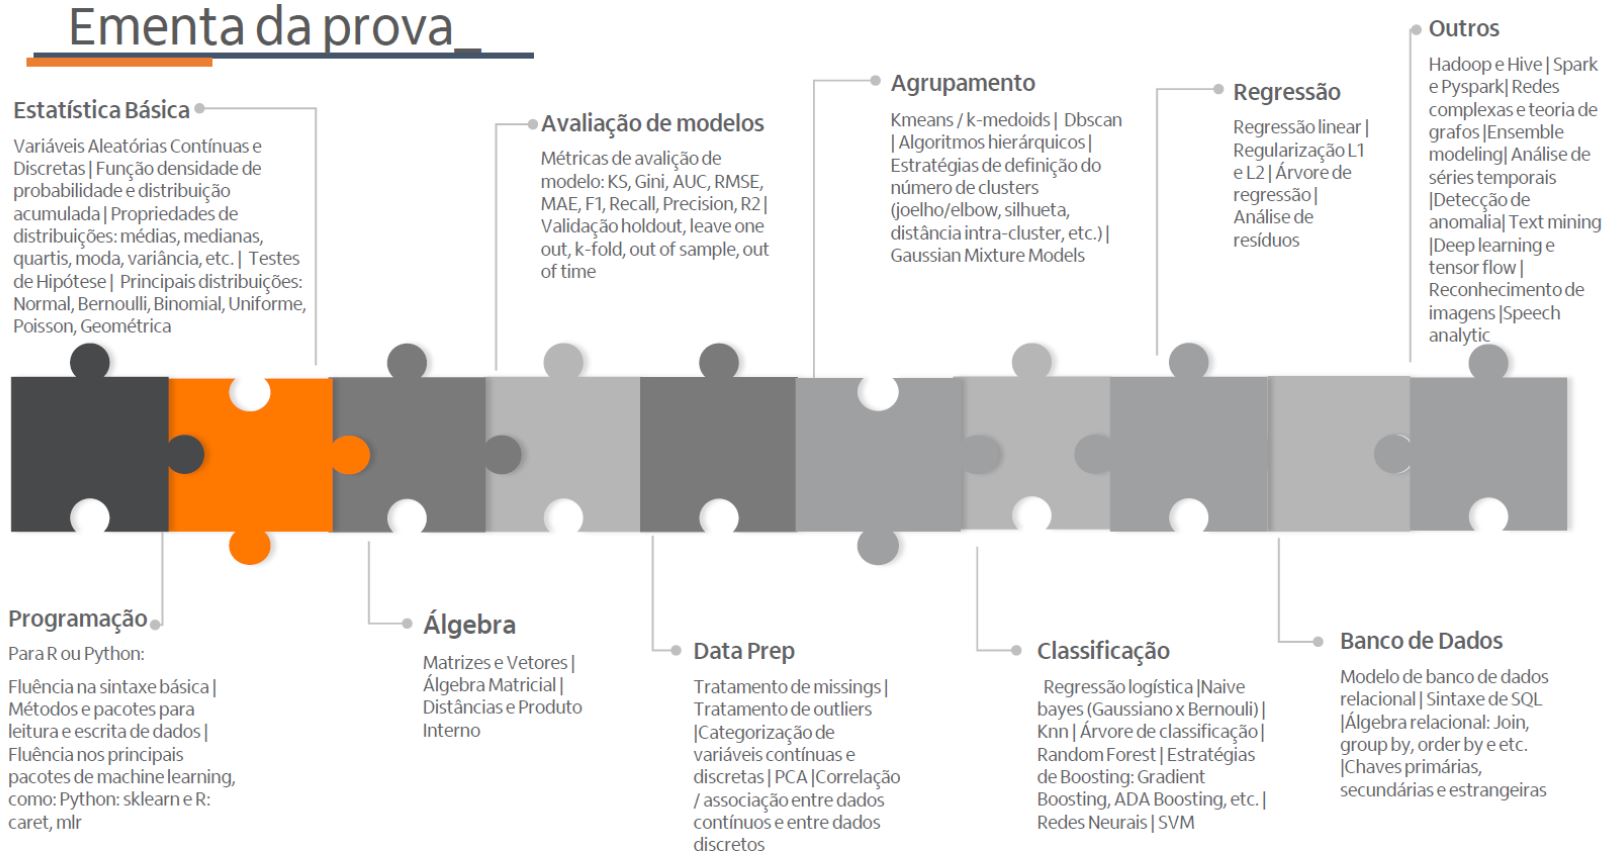 Ementa da prova_
Estatística Básica
Variáveis Aleatórias Contínuas e
Discretas | Função densidade de
probabilidade e distribuição
acumulada | Propriedades de
distribuições: médias, medianas,
quartis, moda, variância, etc. | Testes
de Hipótese | Principais distribuições:
Normal, Bernoulli, Binomial, Uniforme,
Poisson, Geométrica
Avaliação de modelos
Métricas de avalição de
modelo: KS, Gini, AUC, RMSE,
MAE, F1, Recall, Precision, R2 |
Validação holdout, leave one
out, k-fold, out of sample, out
of time
Agrupamento
Kmeans / k-medoids | Dbscan
| Algoritmos hierárquicos |
Estratégias de definição do
número de clusters
(joelho/elbow, silhueta,
distância intra-cluster, etc.) |
Gaussian Mixture Models
Regressão
Regressão linear |
Regularização L1
e L2 | Árvore de
regressão |
Análise de
resíduos
Outros
Hadoop e Hive | Spark
e Pyspark| Redes
complexas e teoria de
grafos |Ensemble
modeling| Análise de
séries temporais
|Detecção de
anomalia| Text mining
|Deep learning e
tensor flow |
Reconhecimento de
imagens |Speech
analytic
Programação
Para R ou Python:
Fluência na sintaxe básica |
Métodos e pacotes para
leitura e escrita de dados |
Fluência nos principais
pacotes de machine learning,
como: Python: sklearn e R:
caret, mlr
Álgebra
Matrizes e Vetores |
Álgebra Matricial |
Distâncias e Produto
Interno
Data Prep
Tratamento de missings |
Tratamento de outliers
|Categorização de
variáveis contínuas e
discretas | PCA |Correlação
/ associação entre dados
contínuos e entre dados
discretos
Classificação
Regressão logística |Naive
bayes (Gaussiano x Bernouli) |
Knn | Árvore de classificação |
Random Forest | Estratégias
de Boosting: Gradient
Boosting, ADA Boosting, etc. |
Redes Neurais | SVM
Banco de Dados
Modelo de banco de dados
relacional | Sintaxe de SQL
|Álgebra relacional: Join,
group by, order by e etc.
|Chaves primárias,
secundárias e estrangeiras